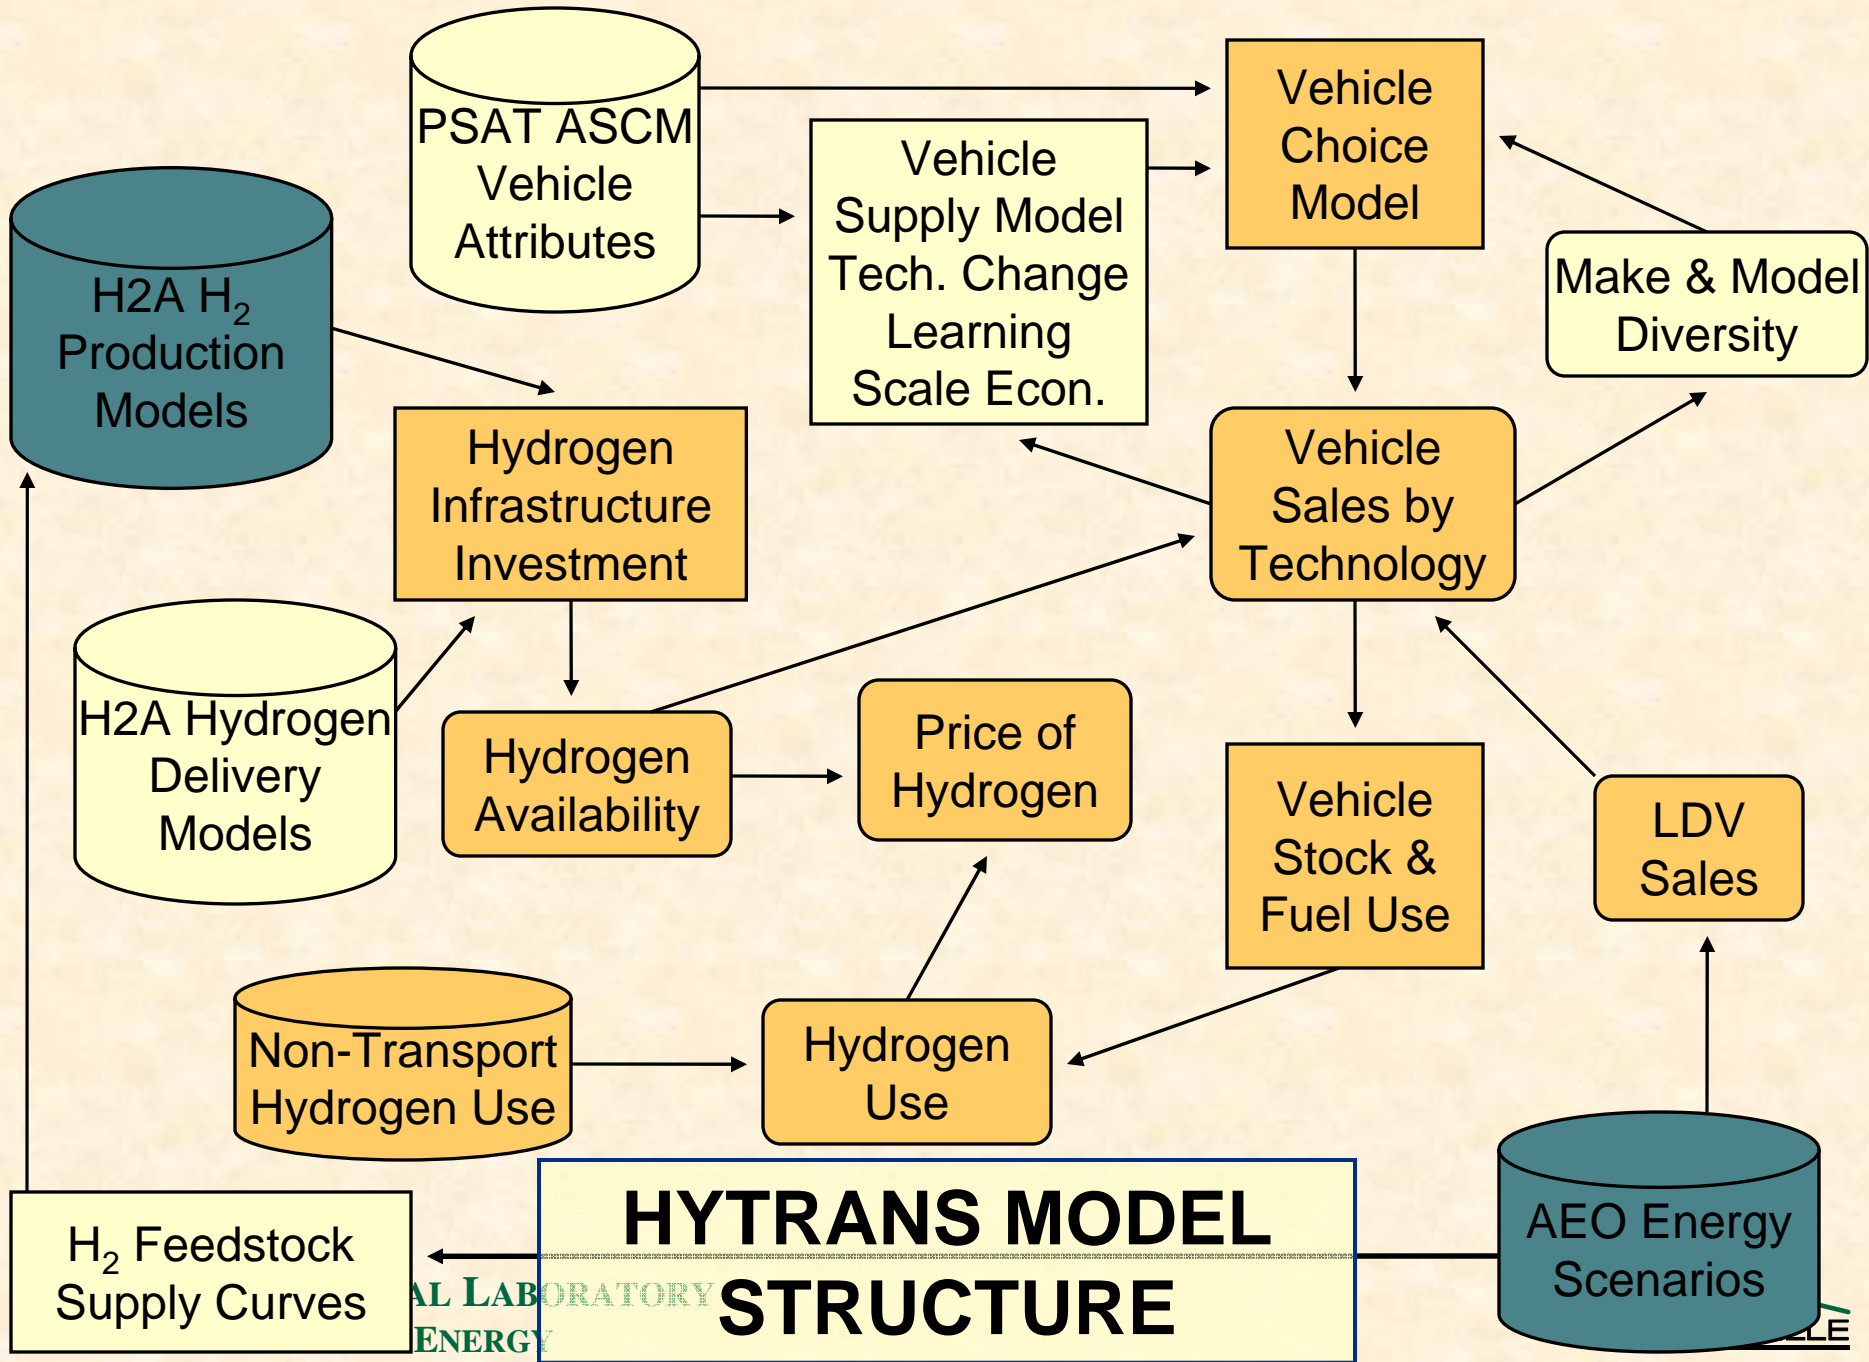 PSAT ASCM
Vehicle
Attributes
Vehicle
Choice
Model
Vehicle
Supply Model
Tech. Change
Learning
Scale Econ.
Make & Model
Diversity
H2A H₂
Production
Models
Hydrogen
Infrastructure
Investment
Vehicle
Sales by
Technology
H2A Hydrogen
Delivery
Models
Hydrogen
Availability
Price of
Hydrogen
Vehicle
Stock &
Fuel Use
LDV
Sales
Non-Transport
Hydrogen Use
Hydrogen
Use
H₂ Feedstock
Supply Curves
HYTRANS MODEL
STRUCTURE
AEO Energy
Scenarios
LABORATORY
ENERGY